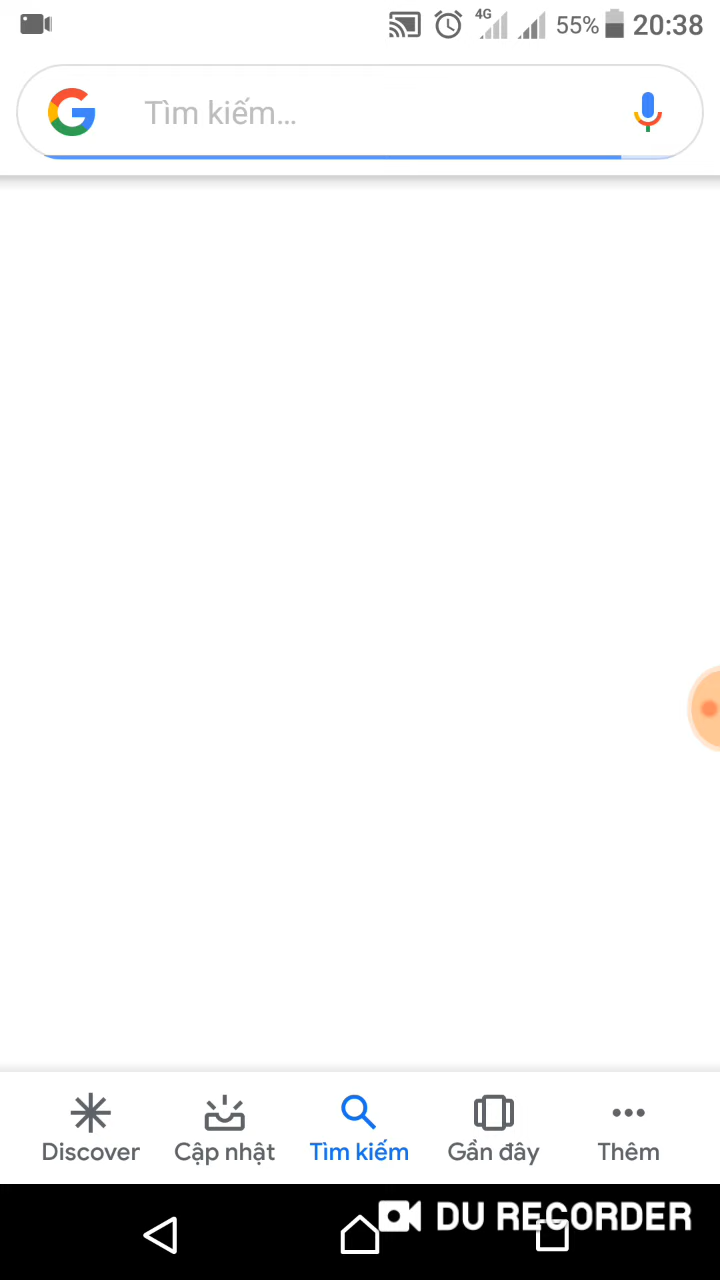 4G 55% 20:38
Tìm kiếm...
Discover Cập nhật Tìm kiếm Gần đây Thêm
DU RECORDER